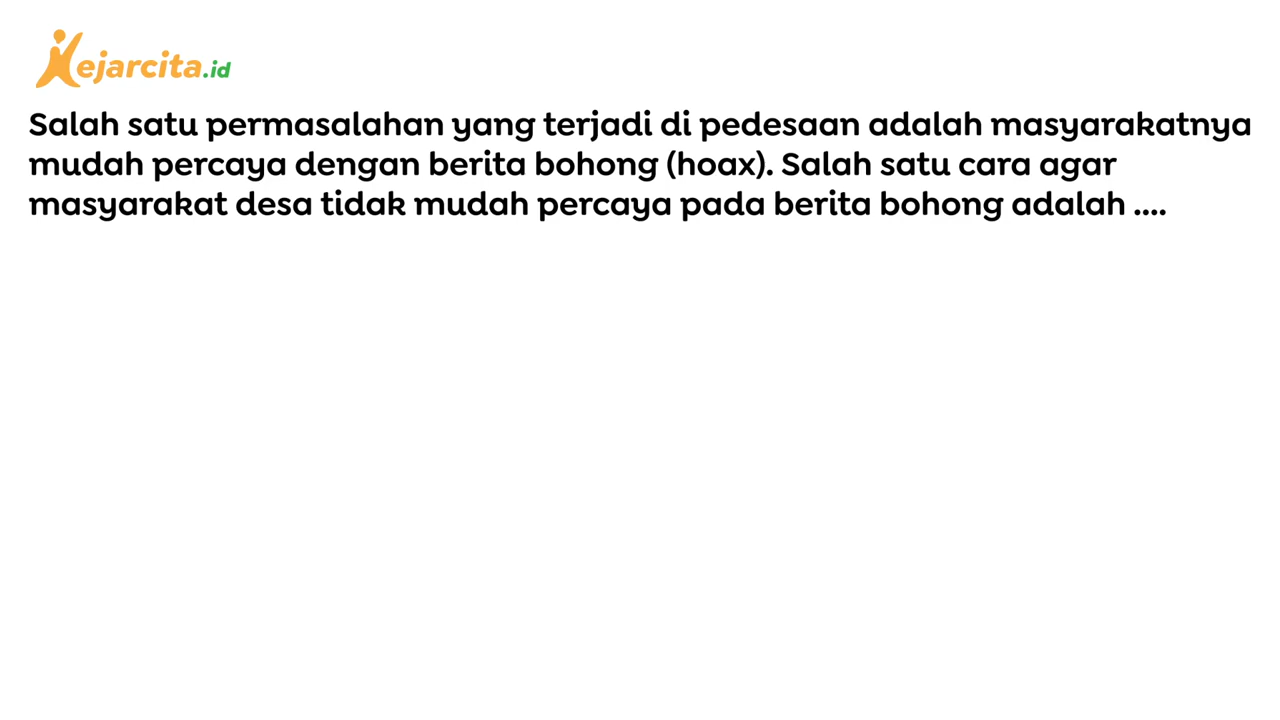 Kejarcita.id
Salah satu permasalahan yang terjadi di pedesaan adalah masyarakatnya
mudah percaya dengan berita bohong (hoax). Salah satu cara agar
masyarakat desa tidak mudah percaya pada berita bohong adalah ....